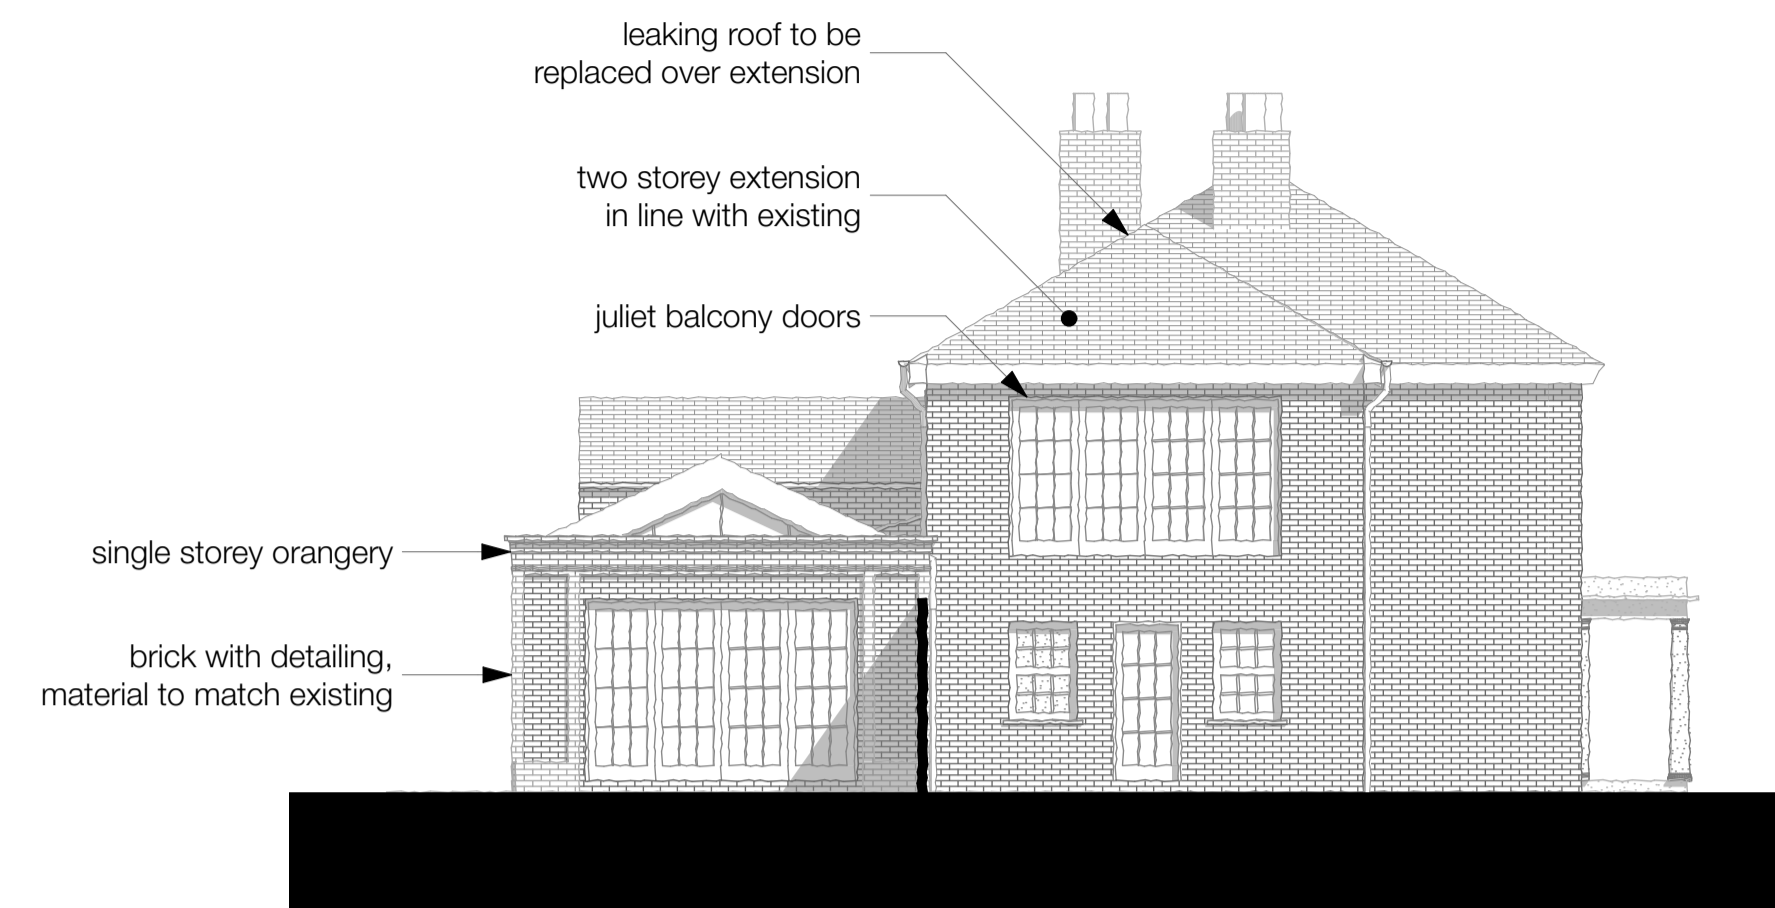 leaking roof to be
replaced over extension
two storey extension
in line with existing
juliet balcony doors
single storey orangery
brick with detailing,
material to match existing